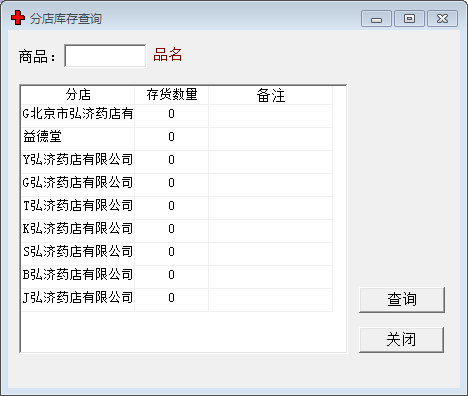 分店库存查询
商品： 品名
分店 存货数量 备注
G北京市弘济药店有 0
益德堂 0
Y弘济药店有限公司 0
G弘济药店有限公司 0
T弘济药店有限公司 0
K弘济药店有限公司 0
S弘济药店有限公司 0
B弘济药店有限公司 0
J弘济药店有限公司 0
查询
关闭